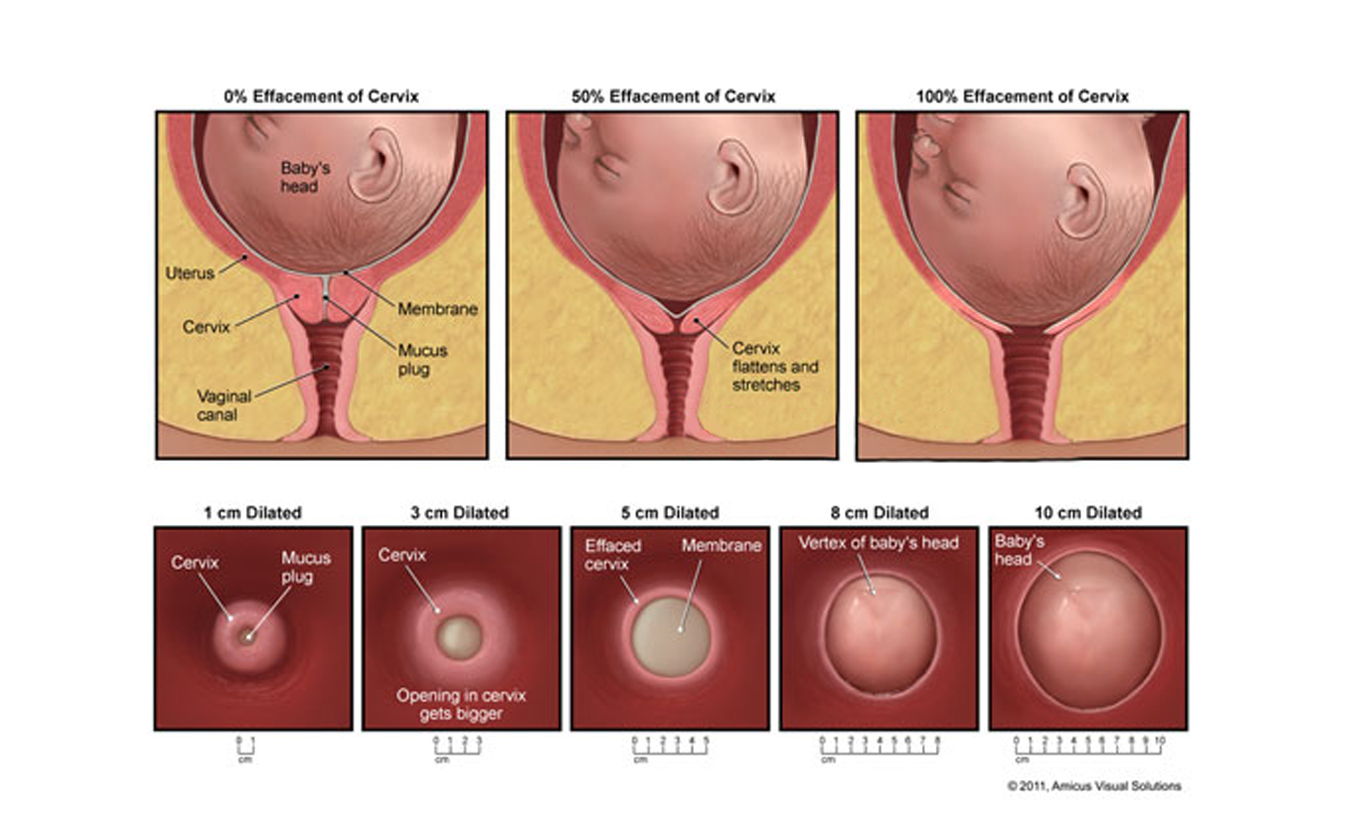 0% Effacement of Cervix
50% Effacement of Cervix
100% Effacement of Cervix
Baby's
head
Uterus
Cervix
Vaginal
canal
Membrane
Mucus
plug
Cervix
flattens and
stretches
1 cm Dilated
3 cm Dilated
5 cm Dilated
8 cm Dilated
10 cm Dilated
Cervix
Mucus
plug
Cervix
Opening in cervix
gets bigger
Effaced
cervix
Membrane
Vertex of baby's head
Baby's
head
0 1
cm
0 1 2 3
cm
0 1 2 3 4 5
cm
0 1 2 3 4 5 6 7 8
cm
0 1 2 3 4 5 6 7 8 9 10
cm
© 2011, Amicus Visual Solutions